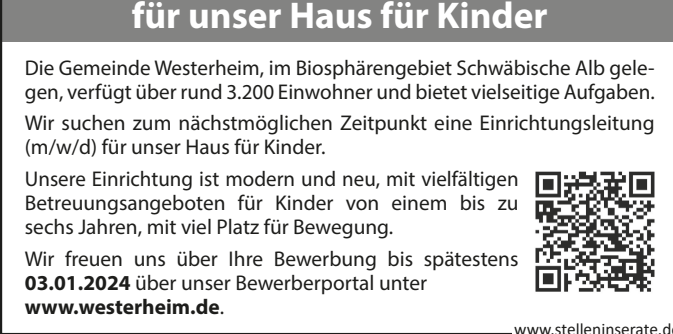 für unser Haus für Kinder
Die Gemeinde Westerheim, im Biosphärengebiet Schwäbische Alb gele-
gen, verfügt über rund 3.200 Einwohner und bietet vielseitige Aufgaben.
Wir suchen zum nächstmöglichen Zeitpunkt eine Einrichtungsleitung
(m/w/d) für unser Haus für Kinder.
Unsere Einrichtung ist modern und neu, mit vielfältigen
Betreuungsangeboten für Kinder von einem bis zu
sechs Jahren, mit viel Platz für Bewegung.
Wir freuen uns über Ihre Bewerbung bis spätestens
03.01.2024 über unser Bewerberportal unter
www.westerheim.de.
www.stelleninserate.de